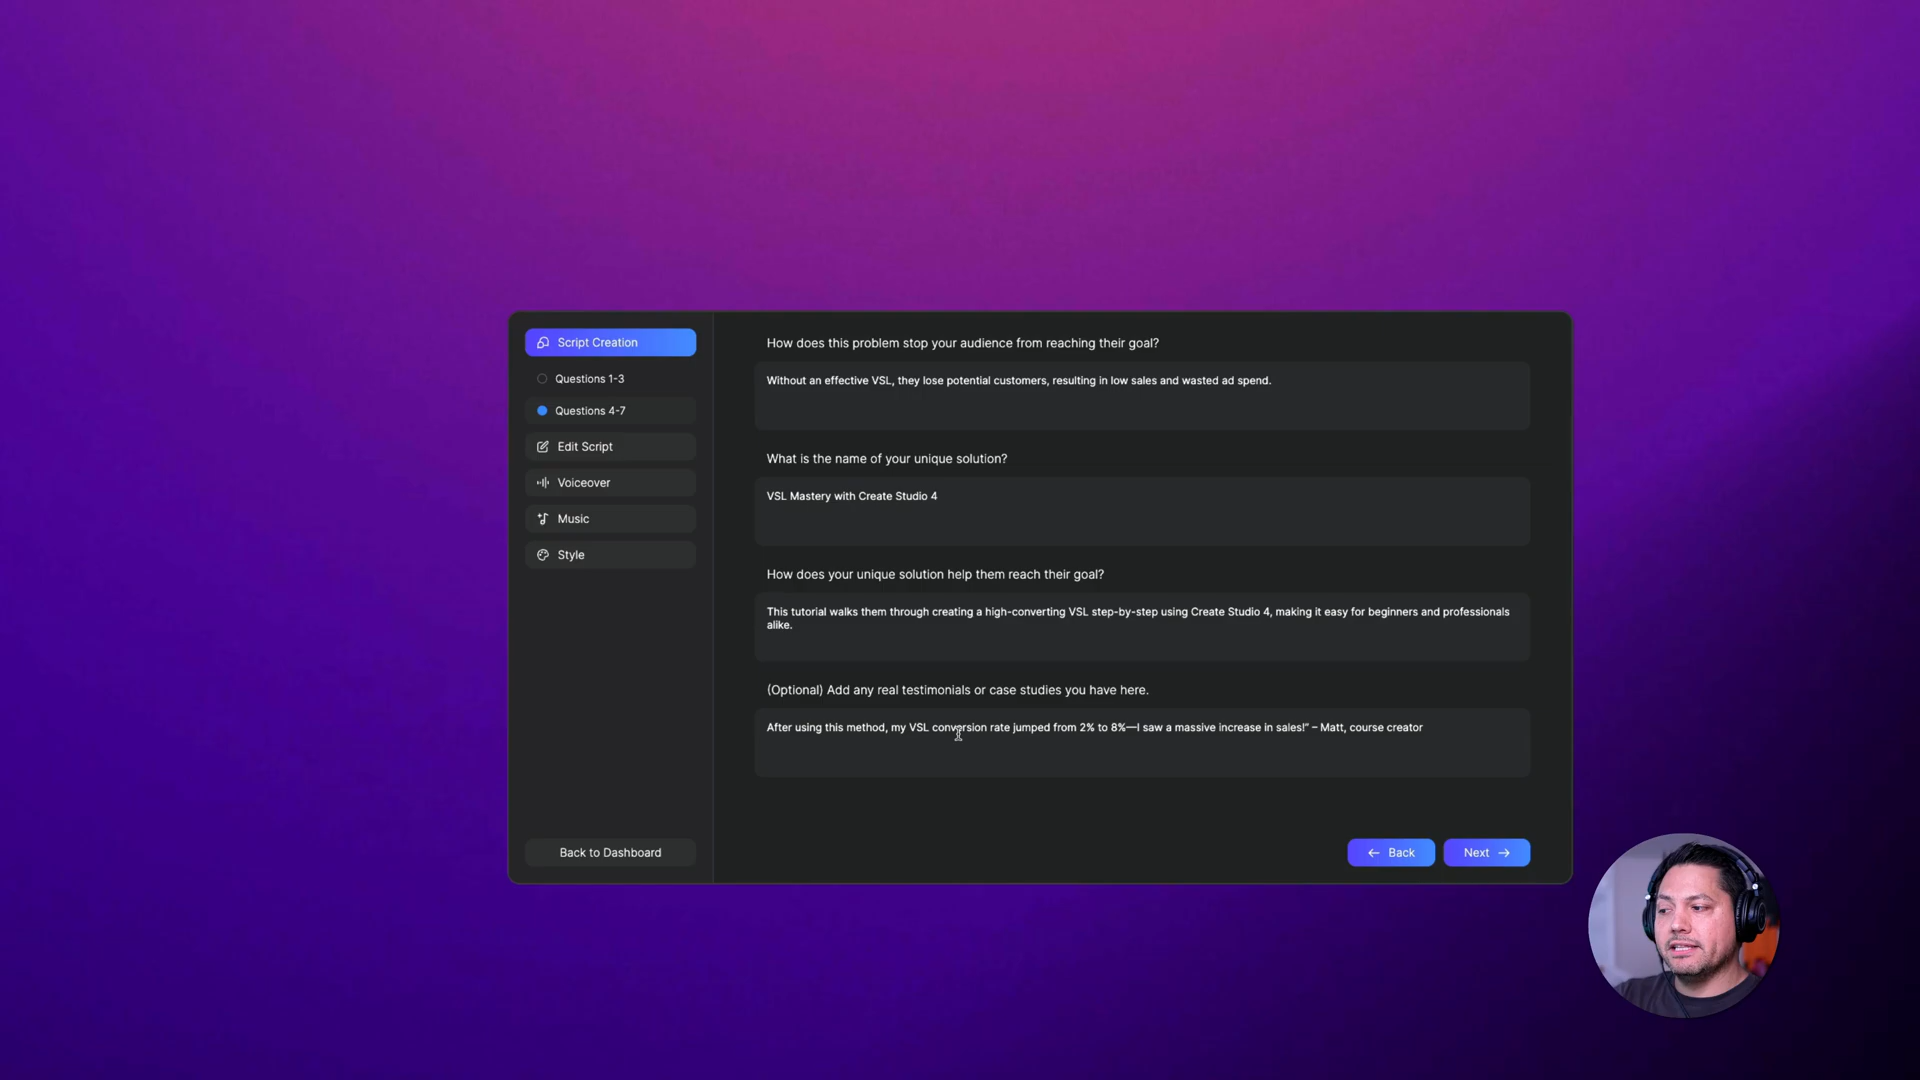 Script Creation
Questions 1-3
Questions 4-7
Edit Script
Voiceover
Music
Style
Back to Dashboard
How does this problem stop your audience from reaching their goal?
Without an effective VSL, they lose potential customers, resulting in low sales and wasted ad spend.
What is the name of your unique solution?
VSL Mastery with Create Studio 4
How does your unique solution help them reach their goal?
This tutorial walks them through creating a high-converting VSL step-by-step using Create Studio 4, making it easy for beginners and professionals
alike.
(Optional) Add any real testimonials or case studies you have here.
After using this method, my VSL conversion rate jumped from 2% to 8%—I saw a massive increase in sales!” – Matt, course creator
Back
Next